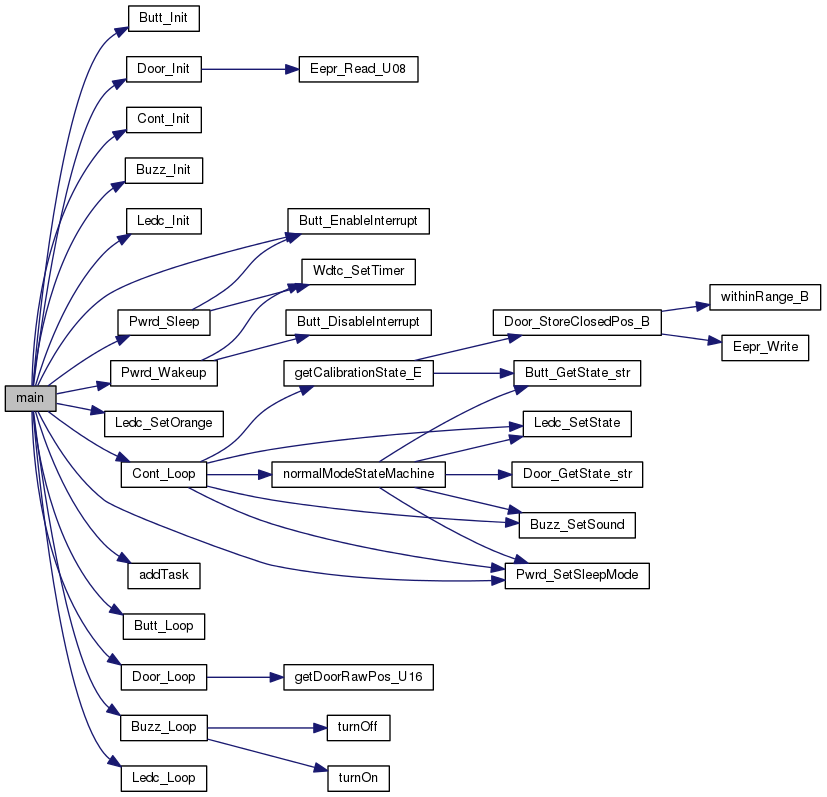 Butt_Init
Door_Init
Eepr_Read_U08
Cont_Init
Buzz_Init
Ledc_Init
Butt_EnableInterrupt
Wdtc_SetTimer
withinRange_B
Pwrd_Sleep
Butt_DisableInterrupt
Door_StoreClosedPos_B
Eepr_Write
Pwrd_Wakeup
getCalibrationState_E
Butt_GetState_str
main
Ledc_SetOrange
Ledc_SetState
Cont_Loop
normalModeStateMachine
Door_GetState_str
Buzz_SetSound
addTask
Pwrd_SetSleepMode
Butt_Loop
Door_Loop
getDoorRawPos_U16
Buzz_Loop
turnOff
Ledc_Loop
turnOn